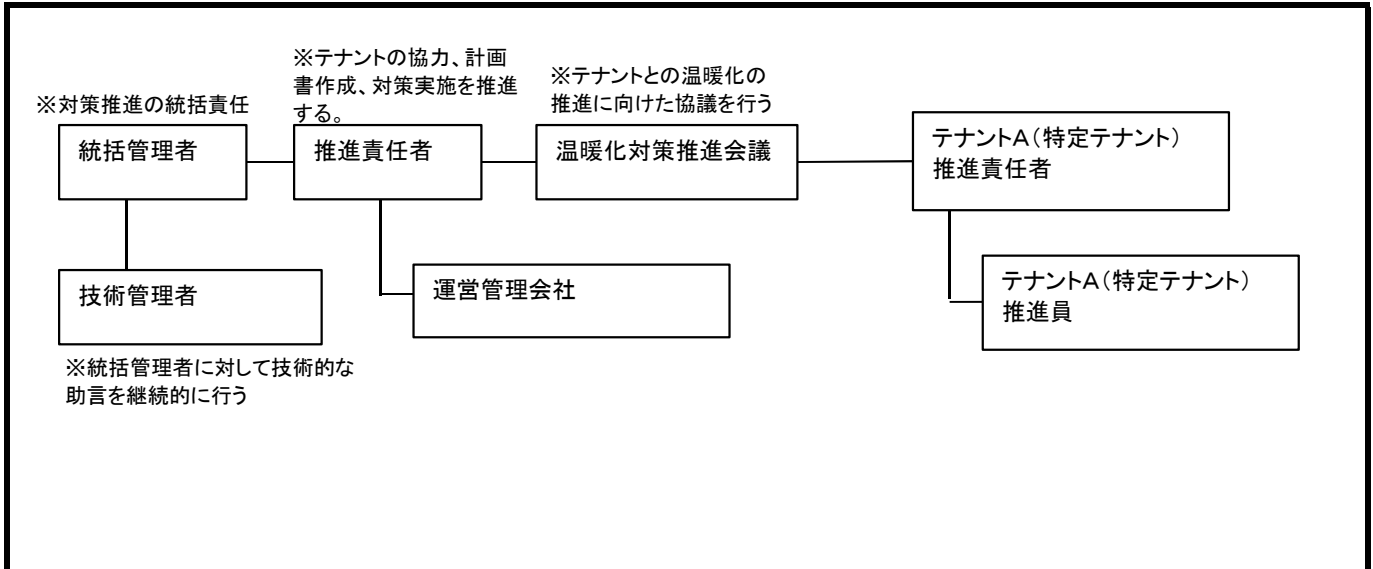 ※対策推進の統括責任
統括管理者
※テナントの協力、計画
書作成、対策実施を推進
する。
推進責任者
※テナントとの温暖化の
推進に向けた協議を行う
温暖化対策推進会議
テナントA(特定テナント)
推進責任者
技術管理者
※統括管理者に対して技術的な
助言を継続的に行う
運営管理会社
テナントA(特定テナント)
推進員